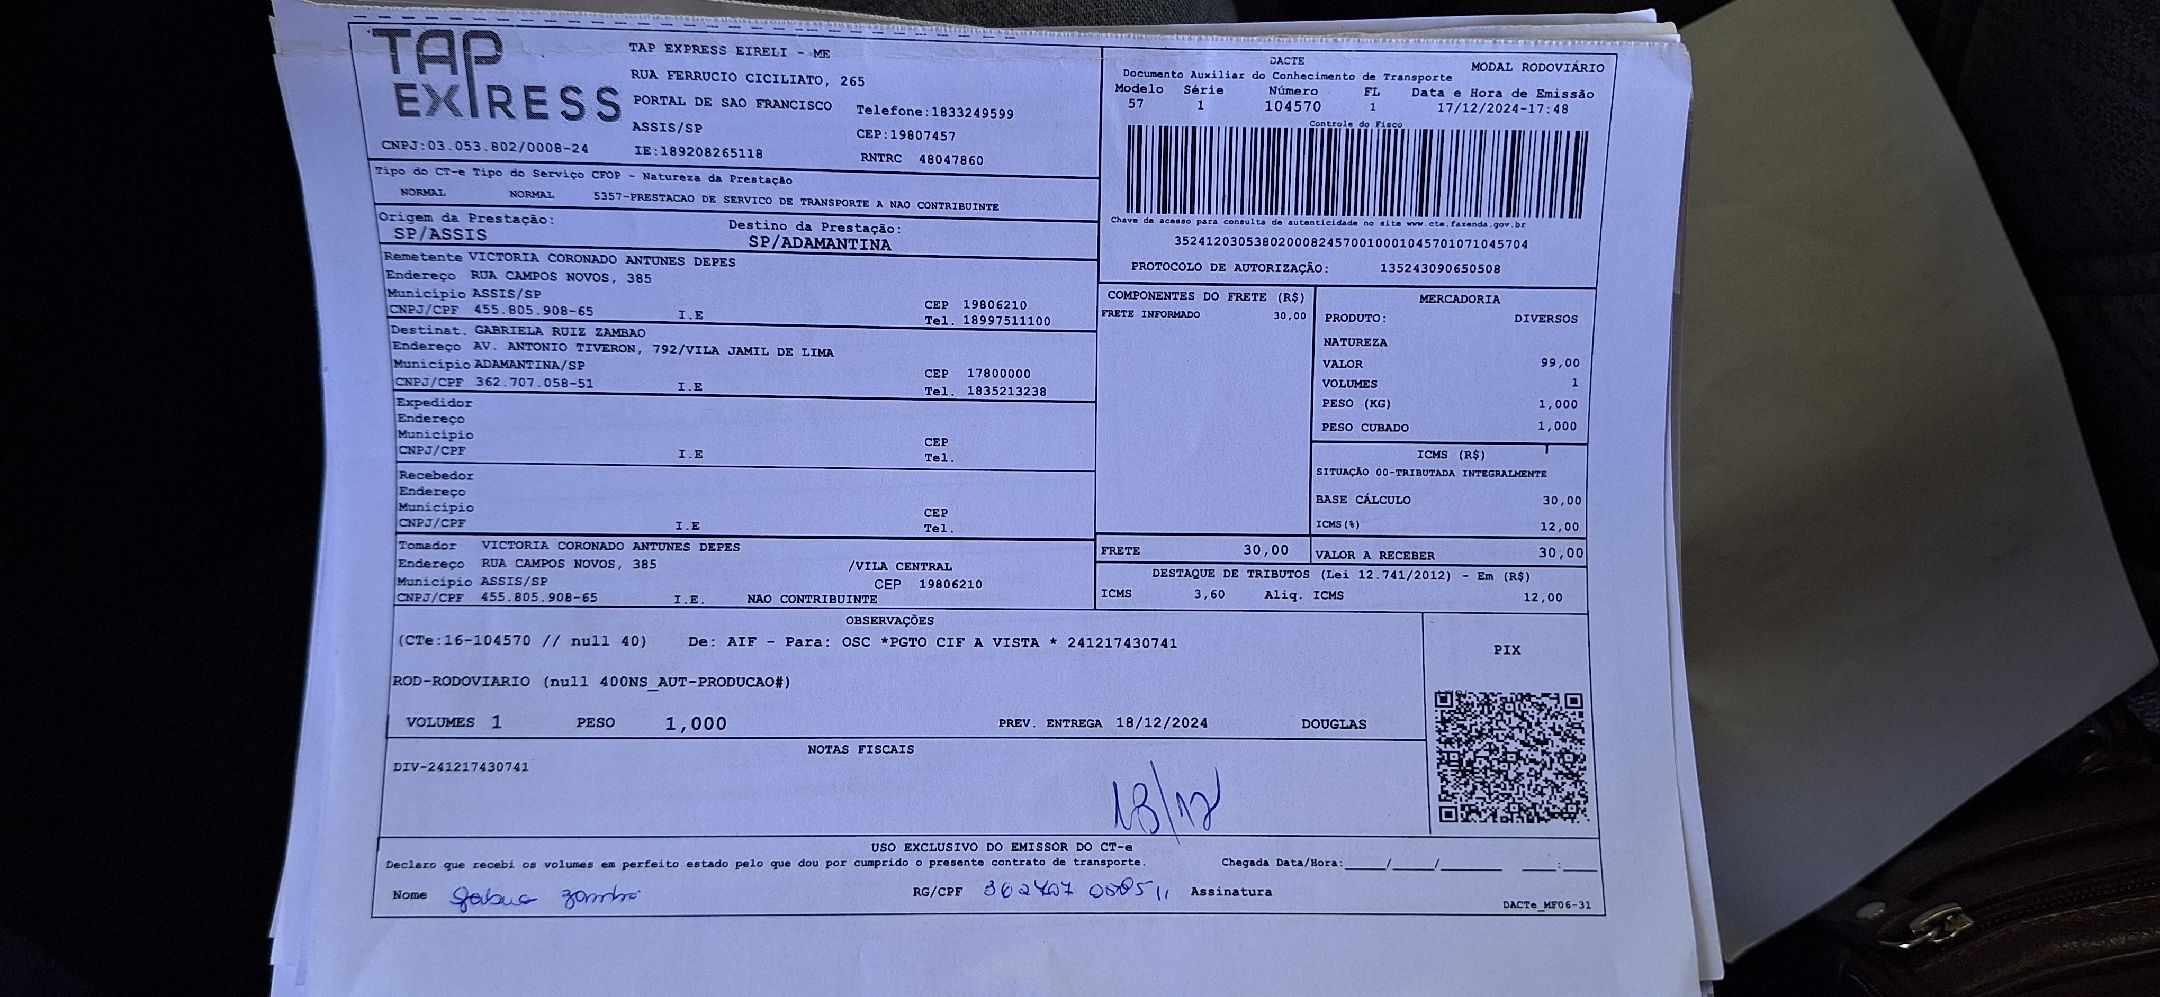 TAP EXPRESS
CNPJ:03.053.802/0008-24
TAP EXPRESS EIRELI - ME
RUA FERRUCIO CICILIATO, 265
PORTAL DE SAO FRANCISCO Telefone:1833249599
ASSIS/SP CEP:19807457
IE:189208265118 RNTRC 48047860
DACTE MODAL RODOVIÁRIO
Documento Auxiliar do Conhecimento de Transporte
Modelo Série Número FL Data e Hora de Emissão
57 1 104570 1 17/12/2024-17:48
Controle do Fisco
Chave de acesso para consulta de autenticidade no site www.cte.fazenda.gov.br
35241203053802000824570010001045701071045704
PROTOCOLO DE AUTORIZAÇÃO: 135243090650508
Tipo do CT-e Tipo do Serviço CFOP - Natureza da Prestação
NORMAL NORMAL 5357-PRESTACAO DE SERVICO DE TRANSPORTE A NAO CONTRIBUINTE
Origem da Prestação: Destino da Prestação:
SP/ASSIS SP/ADAMANTINA
Remetente VICTORIA CORONADO ANTUNES DEPES
Endereço RUA CAMPOS NOVOS, 385
Município ASSIS/SP CEP 19806210
CNPJ/CPF 455.805.908-65 I.E Tel. 18997511100
Destinat. GABRIELA RUIZ ZAMBAO
Endereço AV. ANTONIO TIVERON, 792/VILA JAMIL DE LIMA
Município ADAMANTINA/SP CEP 17800000
CNPJ/CPF 362.707.058-51 I.E Tel. 1835213238
Expedidor
Endereço
Município CEP
CNPJ/CPF I.E Tel.
Recebedor
Endereço
Município CEP
CNPJ/CPF I.E Tel.
Tomador VICTORIA CORONADO ANTUNES DEPES
Endereço RUA CAMPOS NOVOS, 385 /VILA CENTRAL
Município ASSIS/SP CEP 19806210
CNPJ/CPF 455.805.908-65 I.E. NAO CONTRIBUINTE
COMPONENTES DO FRETE (R$)
FRETE INFORMADO 30,00
MERCADORIA
PRODUTO: DIVERSOS
NATUREZA
VALOR 99,00
VOLUMES 1
PESO (KG) 1,000
PESO CUBADO 1,000
ICMS (R$)
SITUAÇÃO 00-TRIBUTADA INTEGRALMENTE
BASE CÁLCULO 30,00
ICMS(%) 12,00
FRETE 30,00 VALOR A RECEBER 30,00
DESTAQUE DE TRIBUTOS (Lei 12.741/2012) - Em (R$)
ICMS 3,60 Aliq. ICMS 12,00
OBSERVAÇÕES
(CTe:16-104570 // null 40) De: AIF - Para: OSC *PGTO CIF A VISTA * 241217430741
ROD-RODOVIARIO (null 400NS_AUT-PRODUCAO#)
VOLUMES 1 PESO 1,000 PREV. ENTREGA 18/12/2024 DOUGLAS
PIX
NOTAS FISCAIS
DIV-241217430741
18/12
USO EXCLUSIVO DO EMISSOR DO CT-e
Declaro que recebi os volumes em perfeito estado pelo que dou por cumprido o presente contrato de transporte. Chegada Data/Hora:____/____/______ ___:___
Nome RG/CPF Assinatura
DACTe_MF06-31